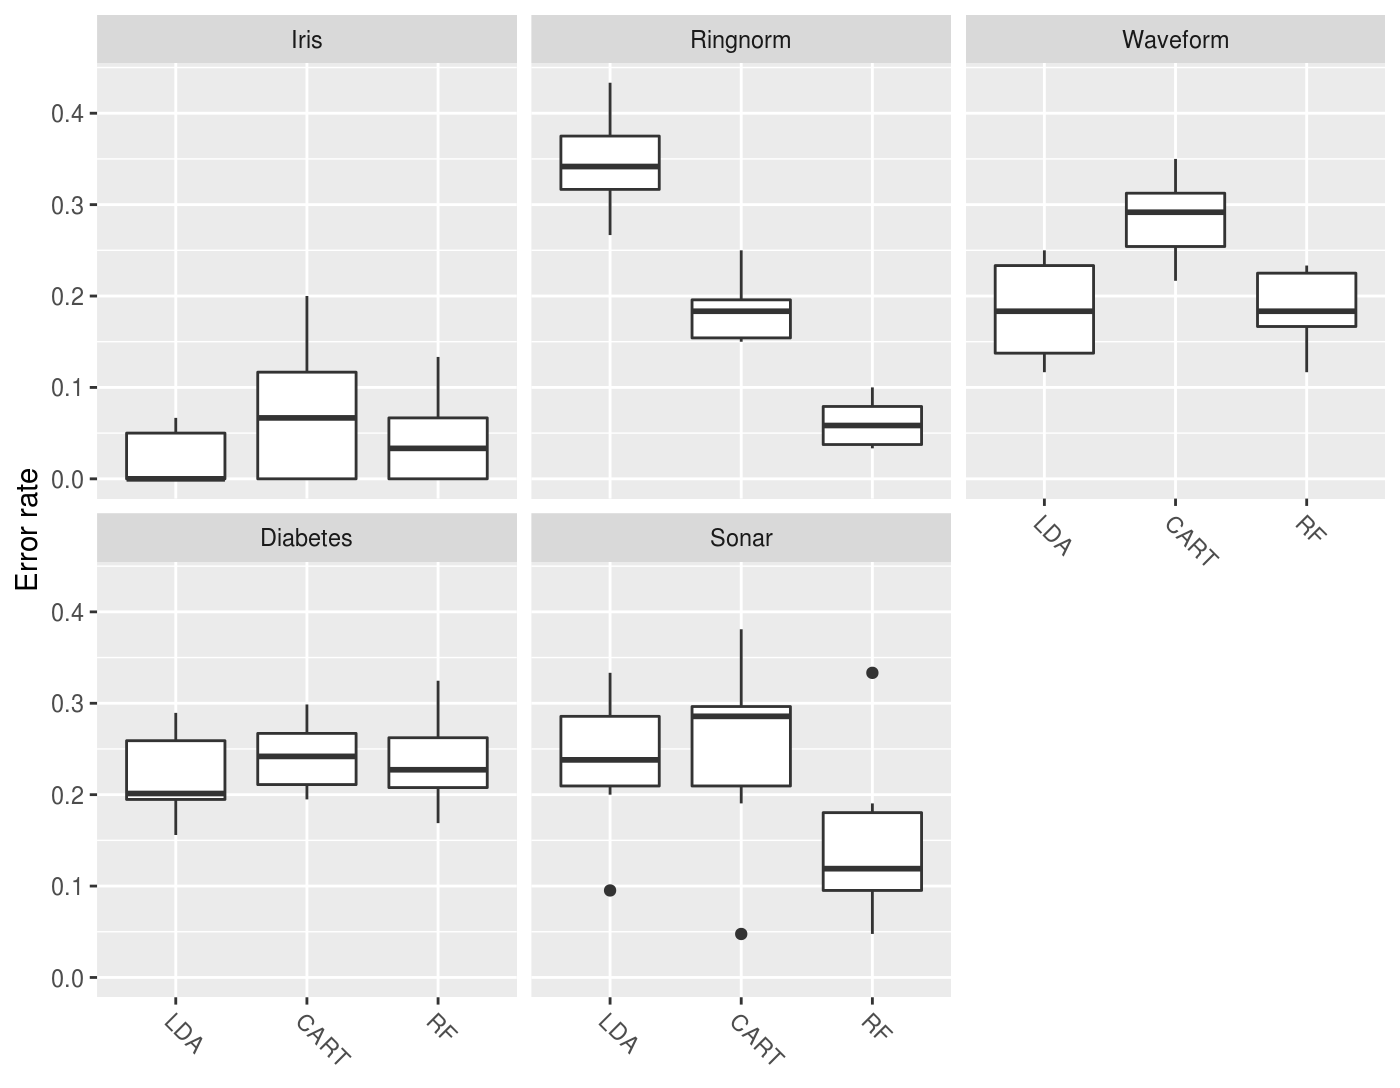 Iris
Ringnorm
Waveform
Error rate
0.4
0.3
0.2
0.1
0.0
LDA
CART
RF
Diabetes
Sonar
0.4
0.3
0.2
0.1
0.0
LDA
CART
RF
LDA
CART
RF